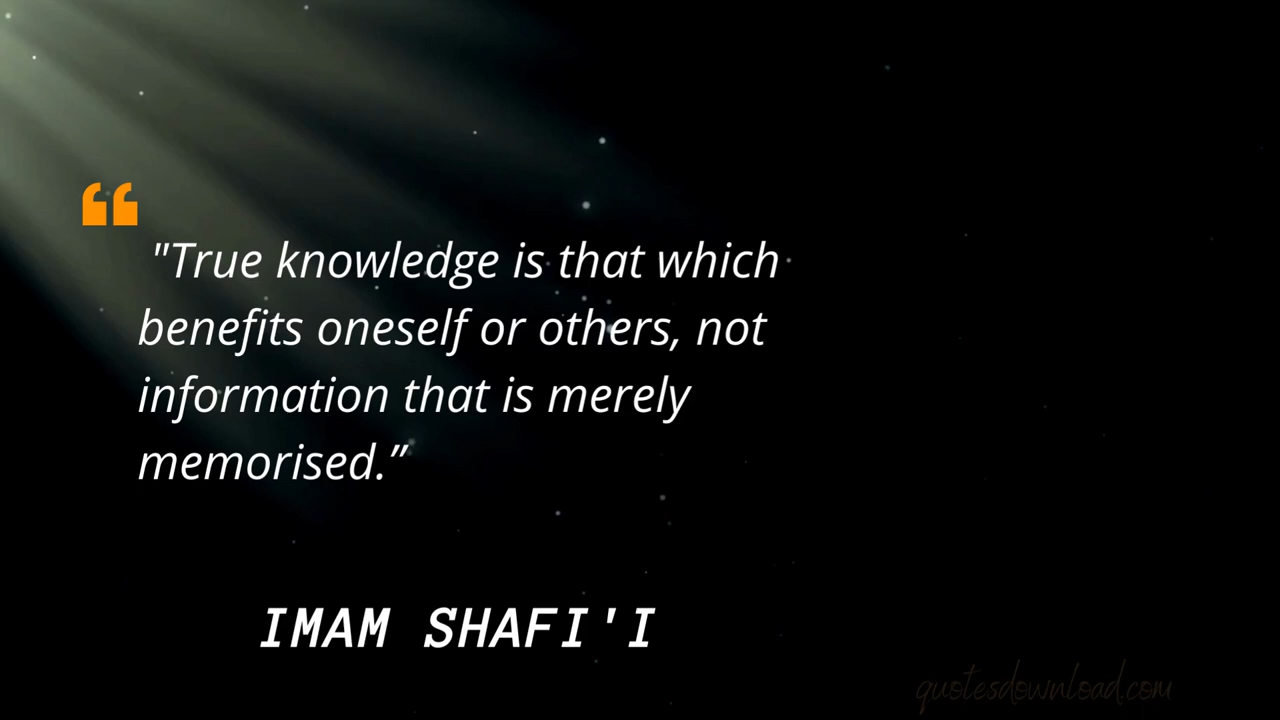 "True knowledge is that which
benefits oneself or others, not
information that is merely
memorised.”
IMAM SHAFI'I
quotesdownload.com